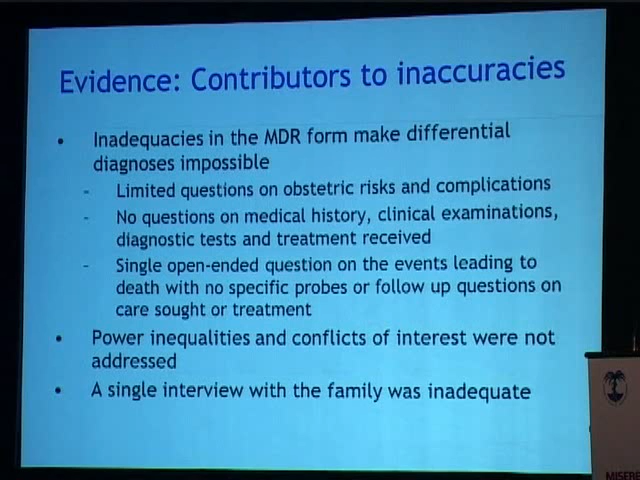 Evidence: Contributors to inaccuracies
• Inadequacies in the MDR form make differential
diagnoses impossible
- Limited questions on obstetric risks and complications
- No questions on medical history, clinical examinations,
diagnostic tests and treatment received
- Single open-ended question on the events leading to
death with no specific probes or follow up questions on
care sought or treatment
• Power inequalities and conflicts of interest were not
addressed
• A single interview with the family was inadequate